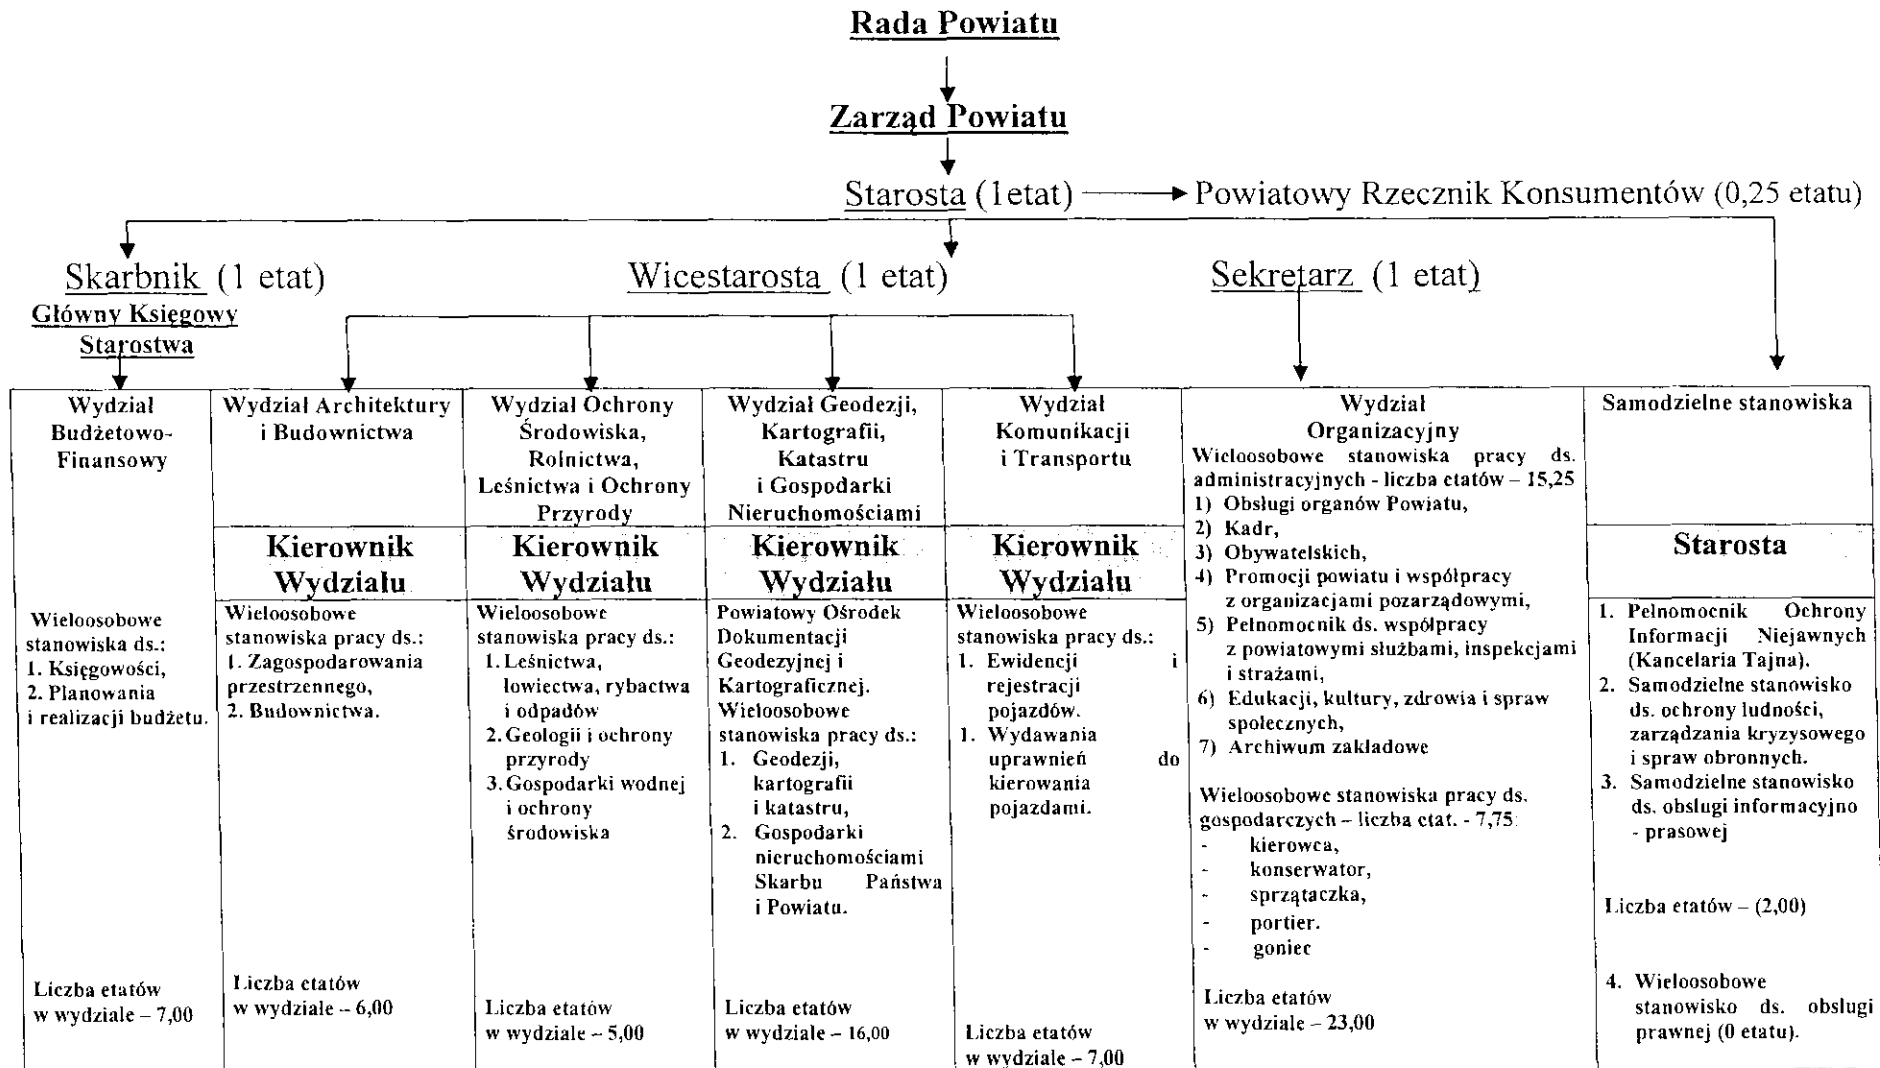 Rada Powiatu
Zarząd Powiatu
Starosta (1etat)
Powiatowy Rzecznik Konsumentów (0,25 etatu)
Skarbnik (1 etat)
Główny Księgowy
Starostwa
Wicestarosta (1 etat)
Sekretarz (1 etat)
Wydział
Budżetowo-
Finansowy
Wieloosobowe
stanowiska ds.:
1. Księgowości,
2. Planowania
i realizacji budżetu.
Liczba etatów
w wydziale – 7,00
Wydział Architektury
i Budownictwa
Kierownik
Wydziału
Wieloosobowe
stanowiska pracy ds.:
1. Zagospodarowania
przestrzennego,
2. Budownictwa.
Liczba etatów
w wydziale – 6,00
Wydział Ochrony
Środowiska,
Rolnictwa,
Leśnictwa i Ochrony
Przyrody
Kierownik
Wydziału
Wieloosobowe
stanowiska pracy ds.:
1. Leśnictwa,
łowiectwa, rybactwa
i odpadów
2. Geologii i ochrony
przyrody
3. Gospodarki wodnej
i ochrony
środowiska
Liczba etatów
w wydziale – 5,00
Wydział Geodezji,
Kartografii,
Katastru
i Gospodarki
Nieruchomościami
Kierownik
Wydziału
Powiatowy Ośrodek
Dokumentacji
Geodezyjnej i
Kartograficznej.
Wieloosobowe
stanowiska pracy ds.:
1. Geodezji,
kartografii
i katastru,
2. Gospodarki
nieruchomościami
Skarbu Państwa
i Powiatu.
Liczba etatów
w wydziale – 16,00
Wydział
Komunikacji
i Transportu
Kierownik
Wydziału
Wieloosobowe
stanowiska pracy ds.:
1. Ewidencji i
rejestracji
pojazdów.
1. Wydawania
uprawnień do
kierowania
pojazdami.
Liczba etatów
w wydziale – 7,00
Wydział
Organizacyjny
Wieloosobowe stanowiska pracy ds.
administracyjnych - liczba etatów – 15,25
1) Obsługi organów Powiatu,
2) Kadr,
3) Obywatelskich,
4) Promocji powiatu i współpracy
z organizacjami pozarządowymi,
5) Pełnomocnik ds. współpracy
z powiatowymi służbami, inspekcjami
i strażami,
6) Edukacji, kultury, zdrowia i spraw
społecznych,
7) Archiwum zakładowe
Wieloosobowe stanowiska pracy ds.
gospodarczych – liczba etat. - 7,75:
- kierowca,
- konserwator,
- sprzątaczka,
- portier.
- goniec
Liczba etatów
w wydziale – 23,00
Samodzielne stanowiska
Starosta
1. Pełnomocnik Ochrony
Informacji Niejawnych
(Kancelaria Tajna).
2. Samodzielne stanowisko
ds. ochrony ludności,
zarządzania kryzysowego
i spraw obronnych.
3. Samodzielne stanowisko
ds. obsługi informacyjno
- prasowej
Liczba etatów – (2,00)
4. Wieloosobowe
stanowisko ds. obsługi
prawnej (0 etatu).